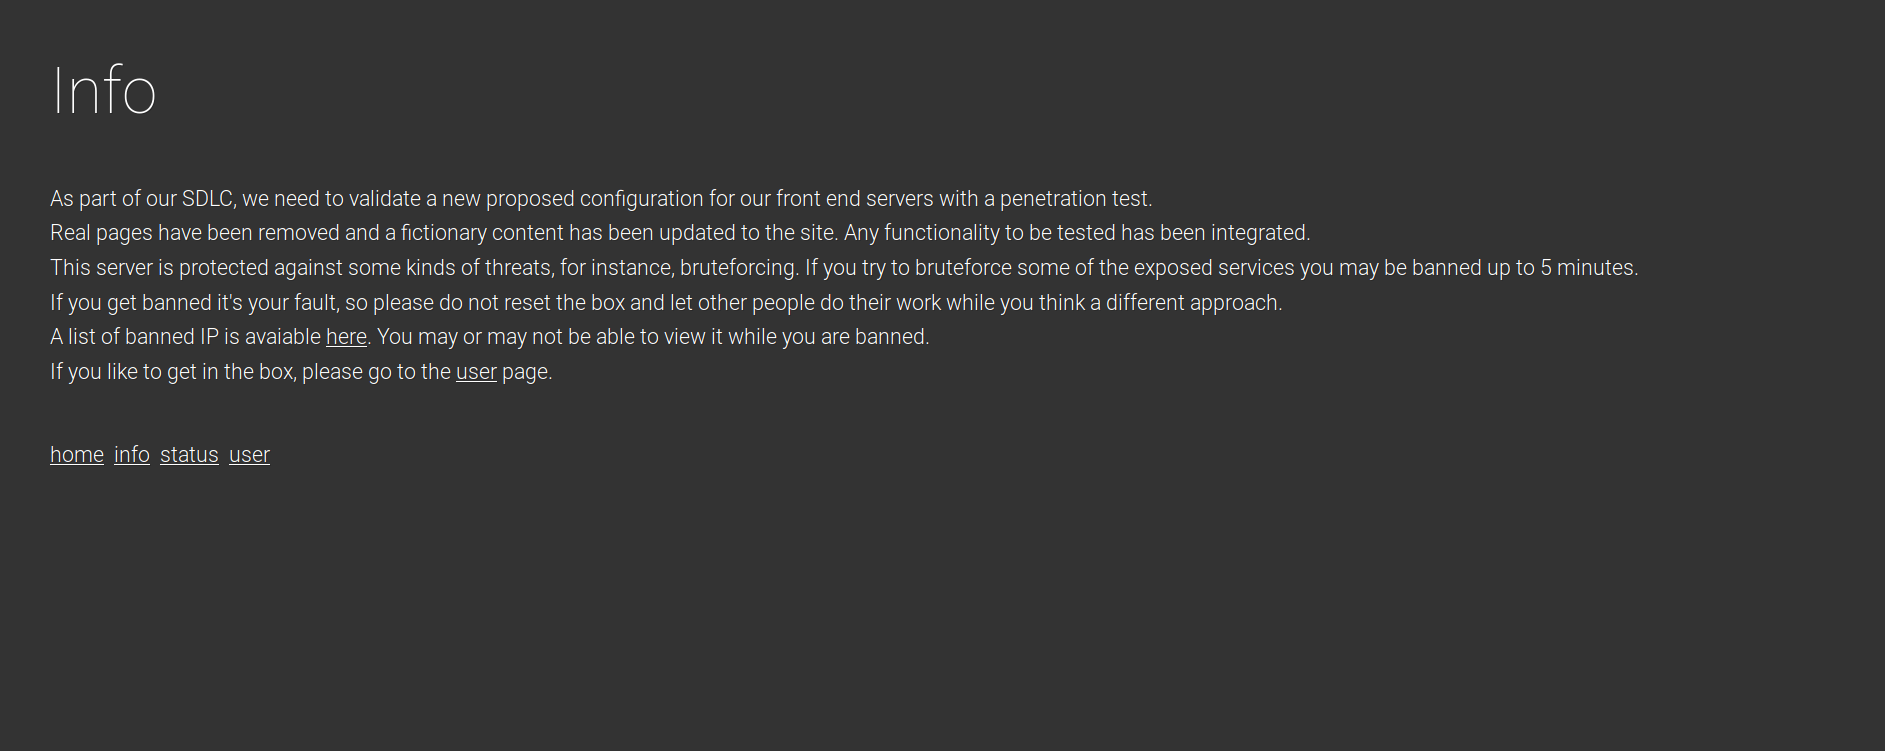 Info
As part of our SDLC, we need to validate a new proposed configuration for our front end servers with a penetration test.
Real pages have been removed and a fictionary content has been updated to the site. Any functionality to be tested has been integrated.
This server is protected against some kinds of threats, for instance, bruteforcing. If you try to bruteforce some of the exposed services you may be banned up to 5 minutes.
If you get banned it's your fault, so please do not reset the box and let other people do their work while you think a different approach.
A list of banned IP is avaiable here. You may or may not be able to view it while you are banned.
If you like to get in the box, please go to the user page.
home info status user